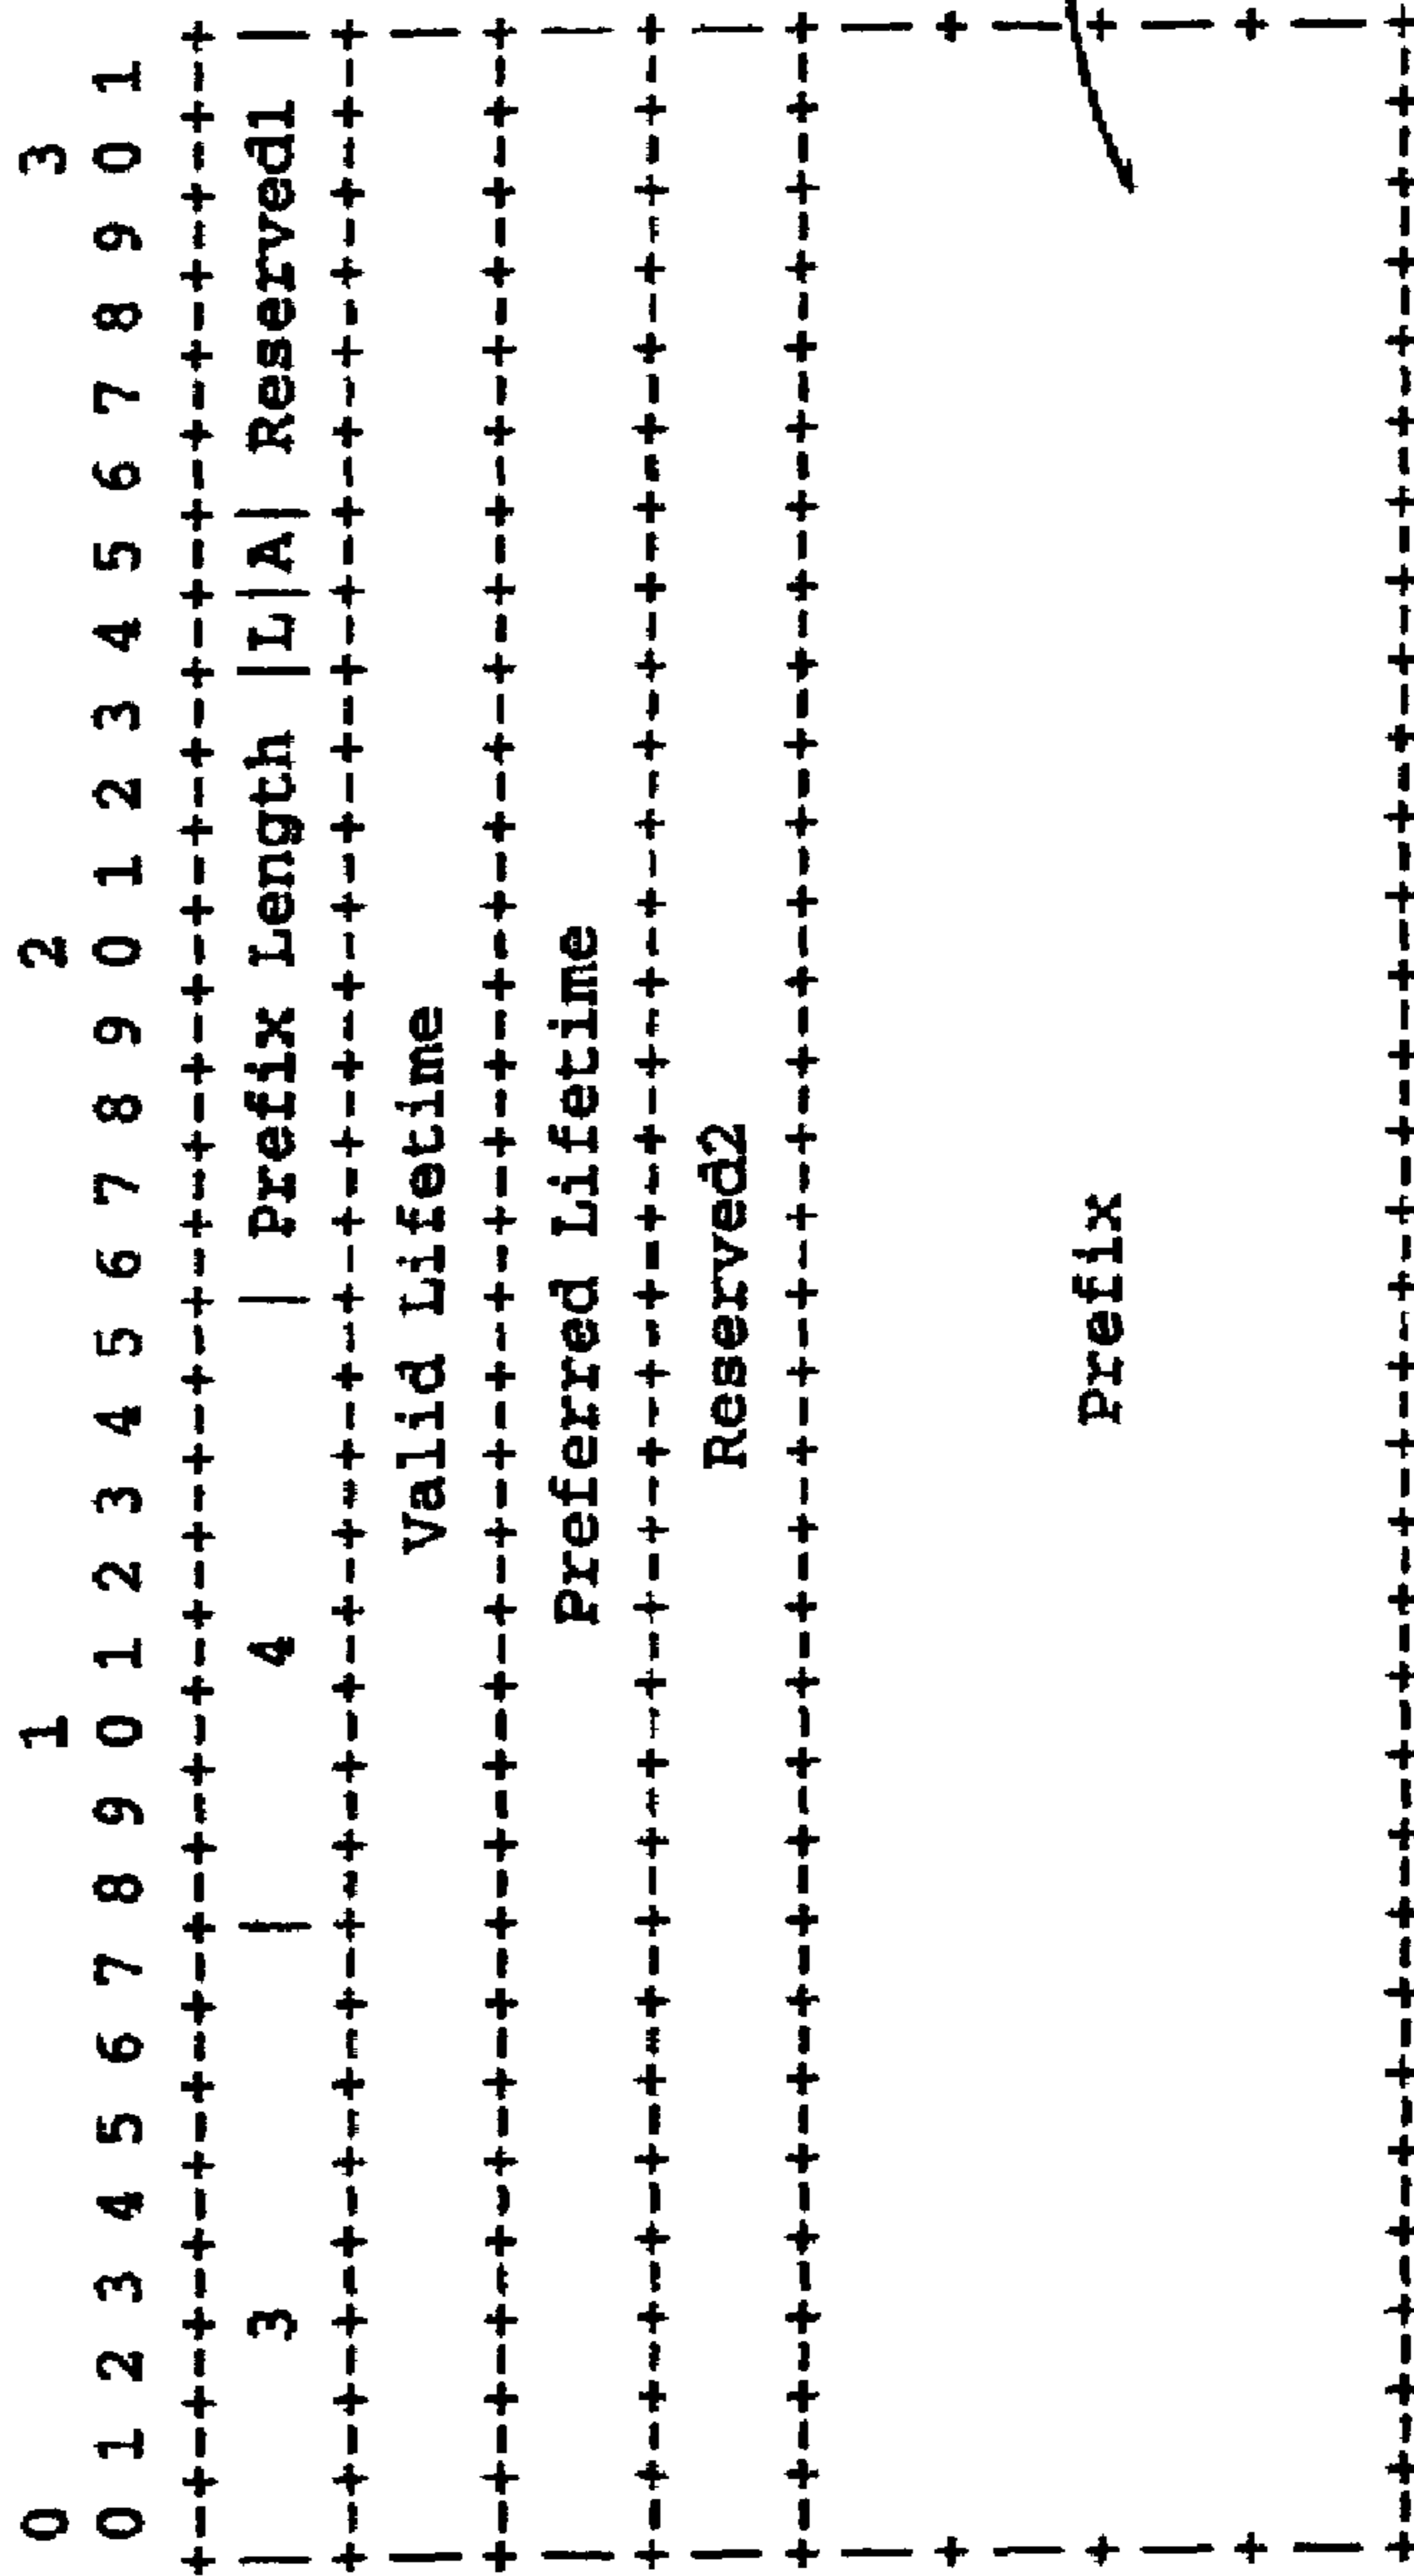 0                   1                   2                   3
0 1 2 3 4 5 6 7 8 9 0 1 2 3 4 5 6 7 8 9 0 1 2 3 4 5 6 7 8 9 0 1
+-+-+-+-+-+-+-+-+-+-+-+-+-+-+-+-+-+-+-+-+-+-+-+-+-+-+-+-+-+-+-+-+
| 3 | 4 | Prefix Length |L|A| Reserved1 |
+-+-+-+-+-+-+-+-+-+-+-+-+-+-+-+-+-+-+-+-+-+-+-+-+-+-+-+-+-+-+-+-+
| Valid Lifetime |
+-+-+-+-+-+-+-+-+-+-+-+-+-+-+-+-+-+-+-+-+-+-+-+-+-+-+-+-+-+-+-+-+
| Preferred Lifetime |
+-+-+-+-+-+-+-+-+-+-+-+-+-+-+-+-+-+-+-+-+-+-+-+-+-+-+-+-+-+-+-+-+
| Reserved2 |
+-+-+-+-+-+-+-+-+-+-+-+-+-+-+-+-+-+-+-+-+-+-+-+-+-+-+-+-+-+-+-+-+
| |
+ +
| |
+ Prefix +
| |
+ +
| |
+-+-+-+-+-+-+-+-+-+-+-+-+-+-+-+-+-+-+-+-+-+-+-+-+-+-+-+-+-+-+-+-+